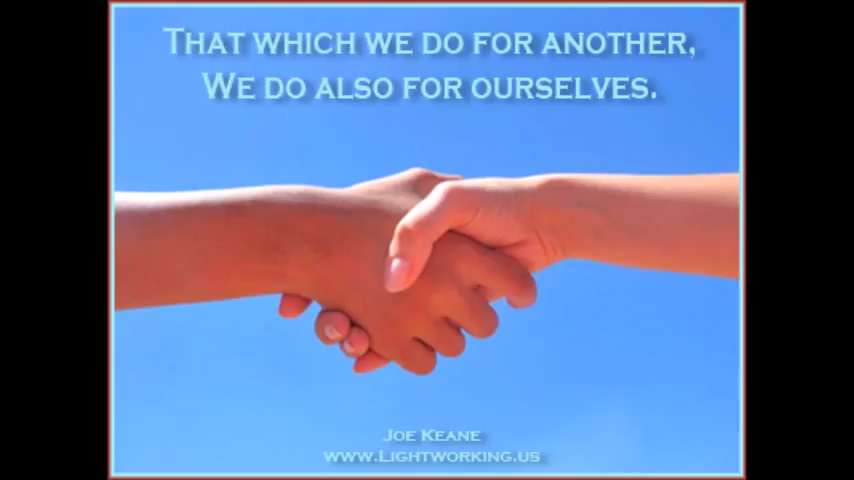 That which we do for another,
We do also for ourselves.
Joe Keane
www.Lightworking.us